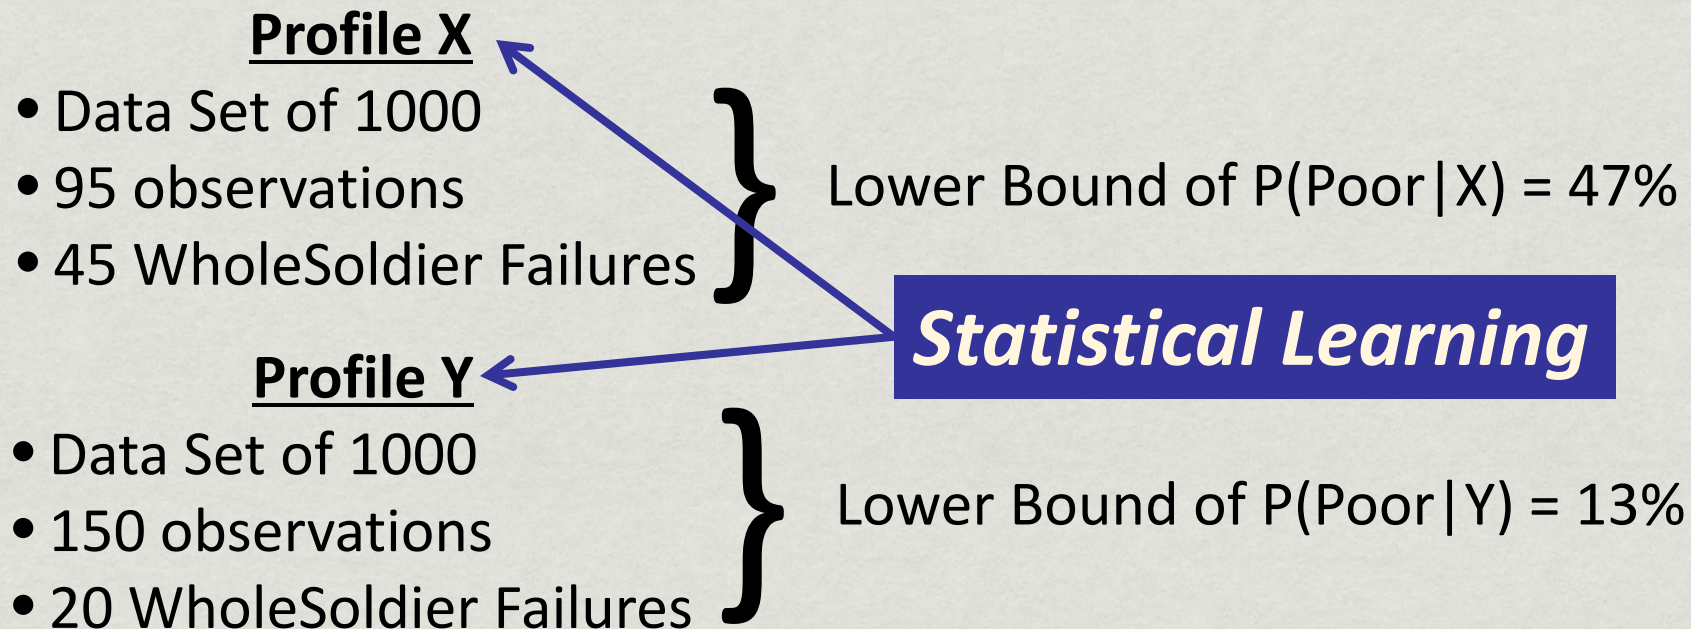 Profile X
• Data Set of 1000
• 95 observations
• 45 WholeSoldier Failures
Lower Bound of P(Poor|X) = 47%
Statistical Learning
Profile Y
• Data Set of 1000
• 150 observations
• 20 WholeSoldier Failures
Lower Bound of P(Poor|Y) = 13%